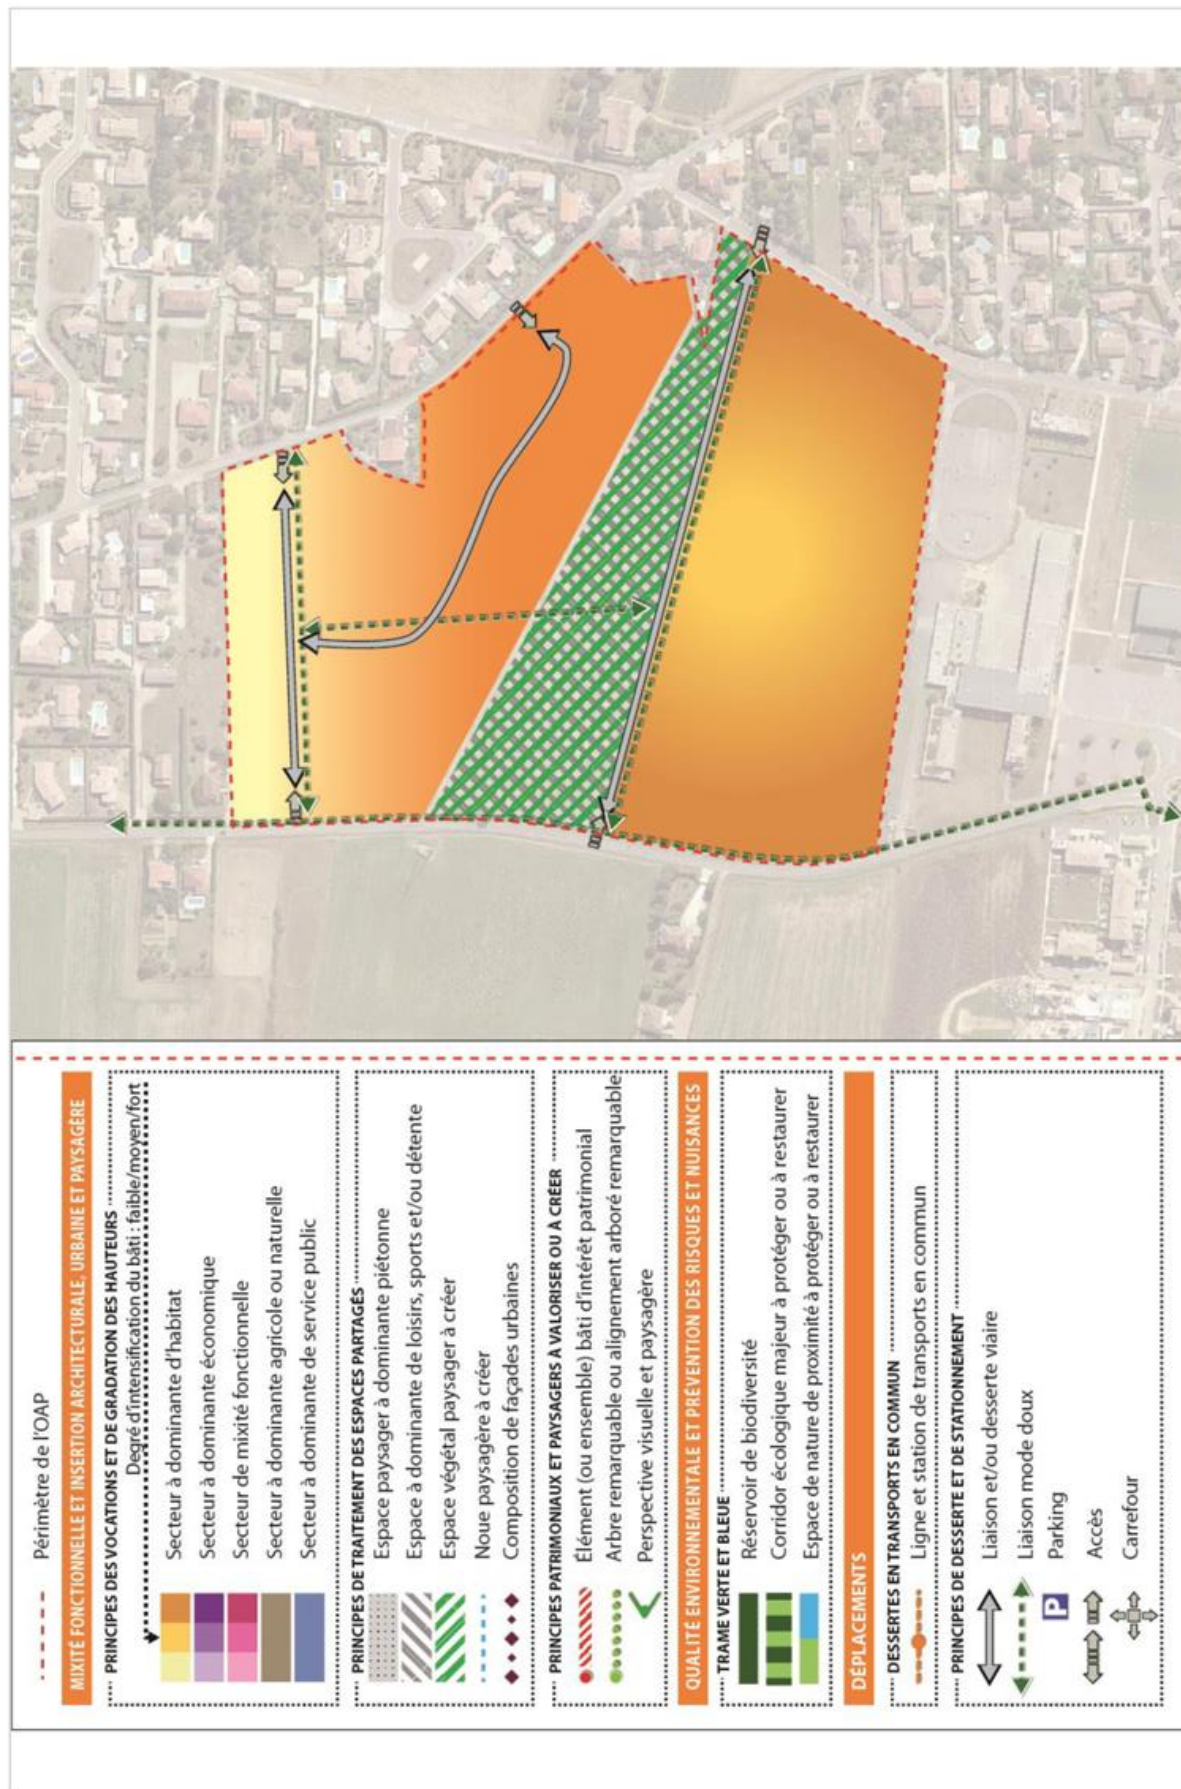 Périmètre de l'OAP
MIXITÉ FONCTIONNELLE ET INSERTION ARCHITECTURALE, URBAINE ET PAYSAGÈRE
PRINCIPES DES VOCATIONS ET DE GRADATION DES HAUTEURS
Degré d'intensification du bâti : faible/moyen/fort
Secteur à dominante d'habitat
Secteur à dominante économique
Secteur de mixité fonctionnelle
Secteur à dominante agricole ou naturelle
Secteur à dominante de service public
PRINCIPES DE TRAITEMENT DES ESPACES PARTAGÉS
Espace paysager à dominante piétonne
Espace à dominante de loisirs, sports et/ou détente
Espace végétal paysager à créer
Noue paysagère à créer
Composition de façades urbaines
PRINCIPES PATRIMONIAUX ET PAYSAGERS À VALORISER OU À CRÉER
Élément (ou ensemble) bâti d'intérêt patrimonial
Arbre remarquable ou alignement arboré remarquable
Perspective visuelle et paysagère
QUALITÉ ENVIRONNEMENTALE ET PRÉVENTION DES RISQUES ET NUISANCES
TRAME VERTE ET BLEUE
Réservoir de biodiversité
Corridor écologique majeur à protéger ou à restaurer
Espace de nature de proximité à protéger ou à restaurer
DÉPLACEMENTS
DESSERTES EN TRANSPORTS EN COMMUN
Ligne et station de transports en commun
PRINCIPES DE DESSERTE ET DE STATIONNEMENT
Liaison et/ou desserte viaire
Liaison mode doux
P Parking
Accès
Carrefour